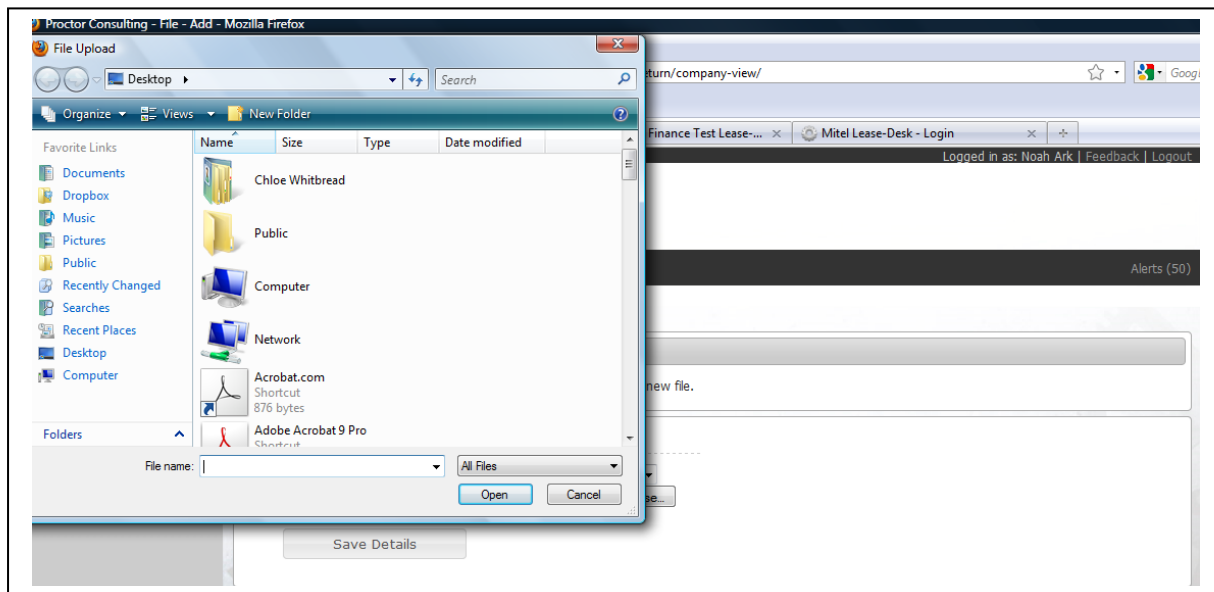 Proctor Consulting - File - Add - Mozilla Firefox
File Upload
Desktop
Search
Organize Views New Folder
Favorite Links
Documents
Dropbox
Music
Pictures
Public
Recently Changed
Searches
Recent Places
Desktop
Computer
Folders
Name Size Type Date modified
Chloe Whitbread
Public
Computer
Network
Acrobat.com
Shortcut
876 bytes
Adobe Acrobat 9 Pro
Shortcut
File name:
All Files
Open Cancel
eturn/company-view/
Finance Test Lease-... Mitel Lease-Desk - Login
Logged in as: Noah Ark | Feedback | Logout
Alerts (50)
new file.
se...
Save Details